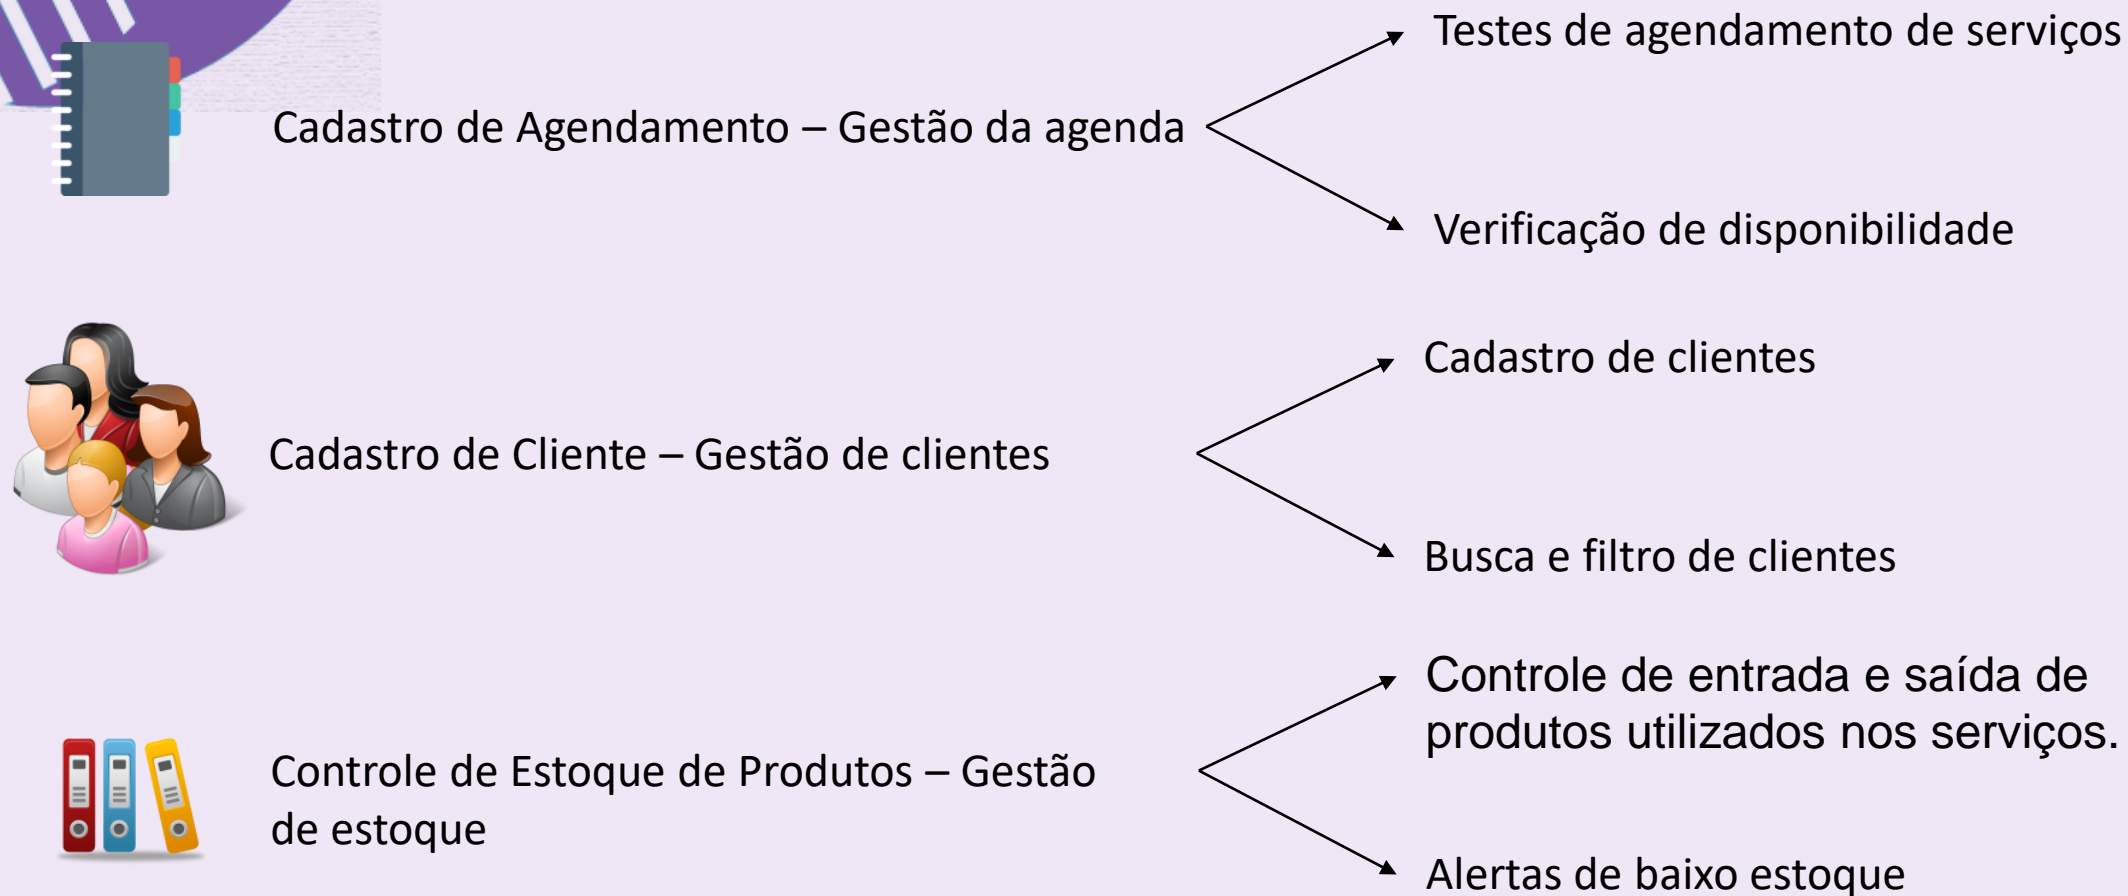 Testes de agendamento de serviços
Cadastro de Agendamento – Gestão da agenda
Verificação de disponibilidade
Cadastro de clientes
Cadastro de Cliente – Gestão de clientes
Busca e filtro de clientes
Controle de entrada e saída de
produtos utilizados nos serviços.
Controle de Estoque de Produtos – Gestão
de estoque
Alertas de baixo estoque